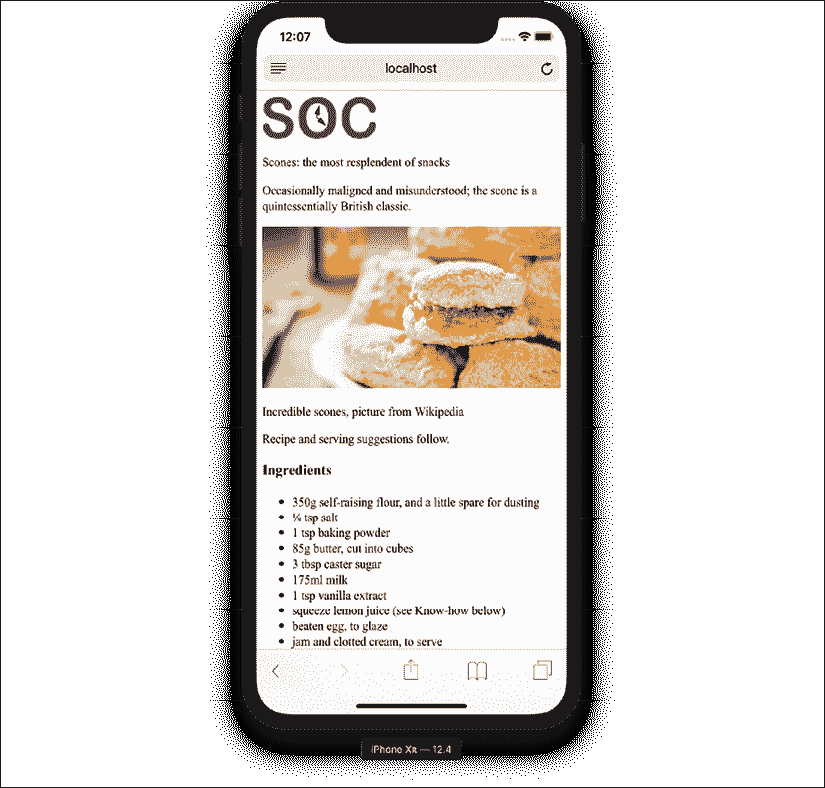 12:07
localhost
SOC
Scones: the most resplendent of snacks
Occasionally maligned and misunderstood; the scone is a
quintessentially British classic.
Incredible scones, picture from Wikipedia
Recipe and serving suggestions follow.
Ingredients
350g self-raising flour, and a little spare for dusting
¼ tsp salt
1 tsp baking powder
85g butter, cut into cubes
3 tbsp caster sugar
175ml milk
1 tsp vanilla extract
squeeze lemon juice (see Know-how below)
beaten egg, to glaze
jam and clotted cream, to serve
iPhone Xʀ — 12.4